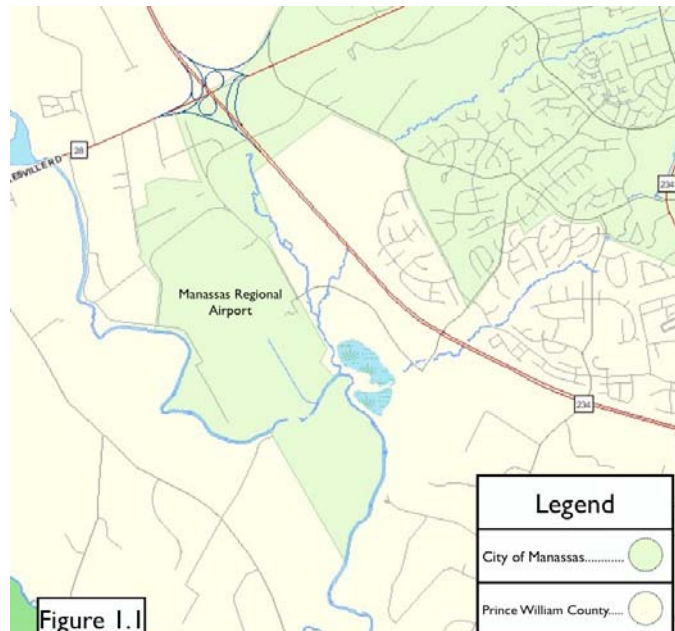 28
234
Manassas Regional
Airport
234
Legend
City of Manassas............
Prince William County.....
Figure 1.1